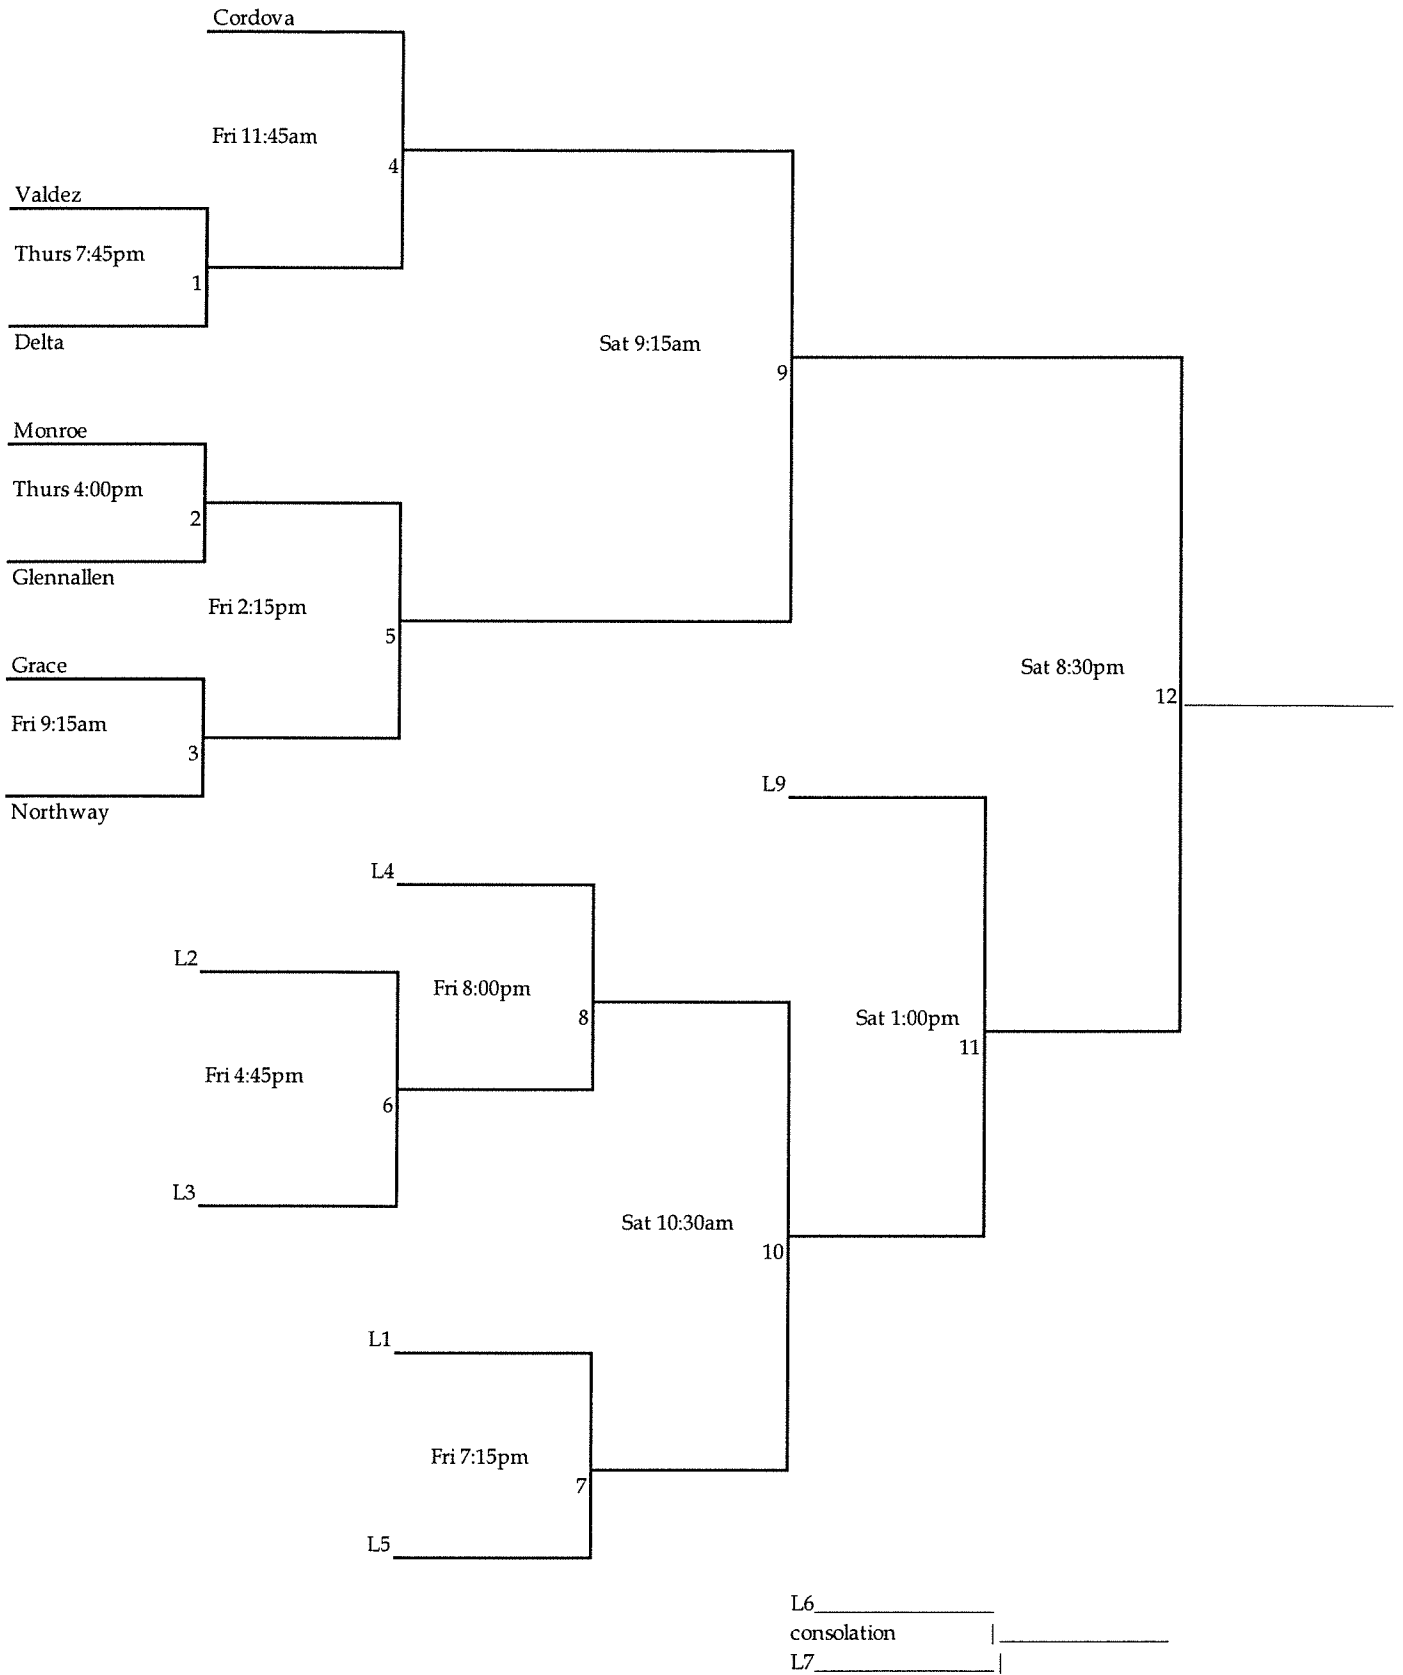 Cordova
Fri 11:45am
4
Valdez
Thurs 7:45pm
1
Delta
Sat 9:15am
9
Monroe
Thurs 4:00pm
2
Glennallen
Fri 2:15pm
5
Grace
Fri 9:15am
3
Northway
Sat 8:30pm
12
L9
L4
L2
Fri 8:00pm
8
Sat 1:00pm
11
Fri 4:45pm
6
L3
Sat 10:30am
10
L1
Fri 7:15pm
7
L5
L6
consolation
L7